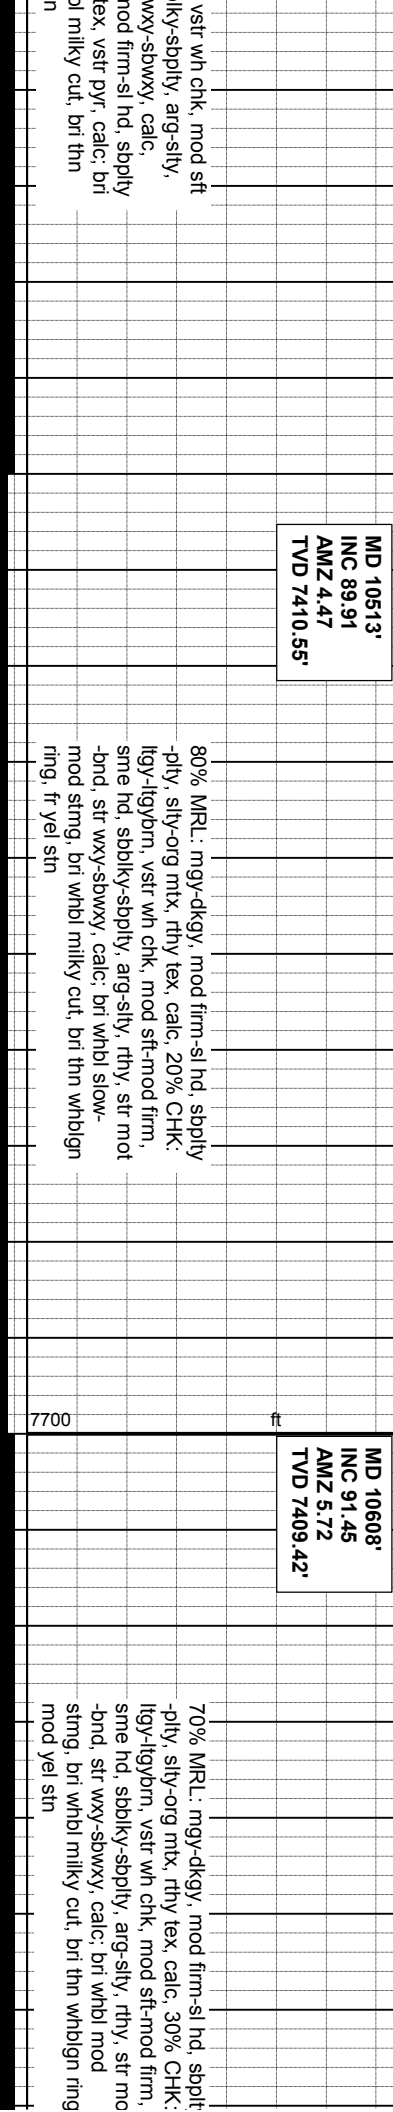 vstr wh chk, mod sft
lky-sbplty, arg-slty,
wxy-sbwxy, calc,
mod firm-sl hd, sbplty
tex, vstr pyr, calc; bri
bl milky cut, bri thn
n
MD 10513'
INC 89.91
AMZ 4.47
TVD 7410.55'
80% MRL: mgy-dkgy, mod firm-sl hd, sbplty
-plty, slty-org mtx, rthy tex, calc, 20% CHK:
ltgy-ltgybrn, vstr wh chk, mod sft-mod firm,
sme hd, sbblky-sbplty, arg-slty, rthy, str mot
-bnd, str wxy-sbwxy, calc; bri whbl slow-
mod stmg, bri whbl milky cut, bri thn whblgn
ring, fr yel stn
7700 ft
MD 10608'
INC 91.45
AMZ 5.72
TVD 7409.42'
70% MRL: mgy-dkgy, mod firm-sl hd, sbplty
-plty, slty-org mtx, rthy tex, calc, 30% CHK:
ltgy-ltgybrn, vstr wh chk, mod sft-mod firm,
sme hd, sbblky-sbplty, arg-slty, rthy, str mo
-bnd, str wxy-sbwxy, calc; bri whbl mod
stmg, bri whbl milky cut, bri thn whblgn ring
mod yel stn